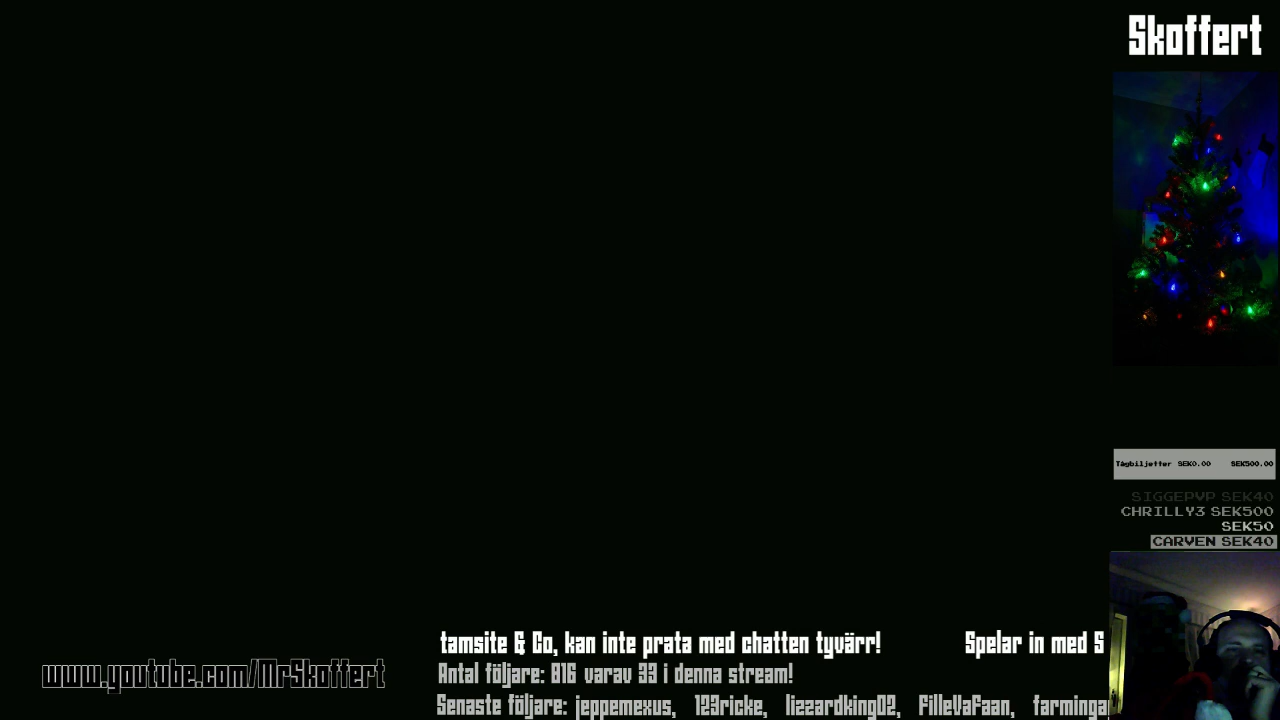 Skoffert
Tågbiljetter SEK0.00 SEK500.00
SIGGEPVP SEK40
CHRILLY3 SEK500
SEK50
CARVEN SEK40
tamsite & Co, kan inte prata med chatten tyvärr! Spelar in med S
Antal följare: 816 varav 33 i denna stream!
www.youtube.com/MrSkoffert
Senaste följare: jeppemexus, 123ricke, lizzardking02, FilleVaFaan, farminga